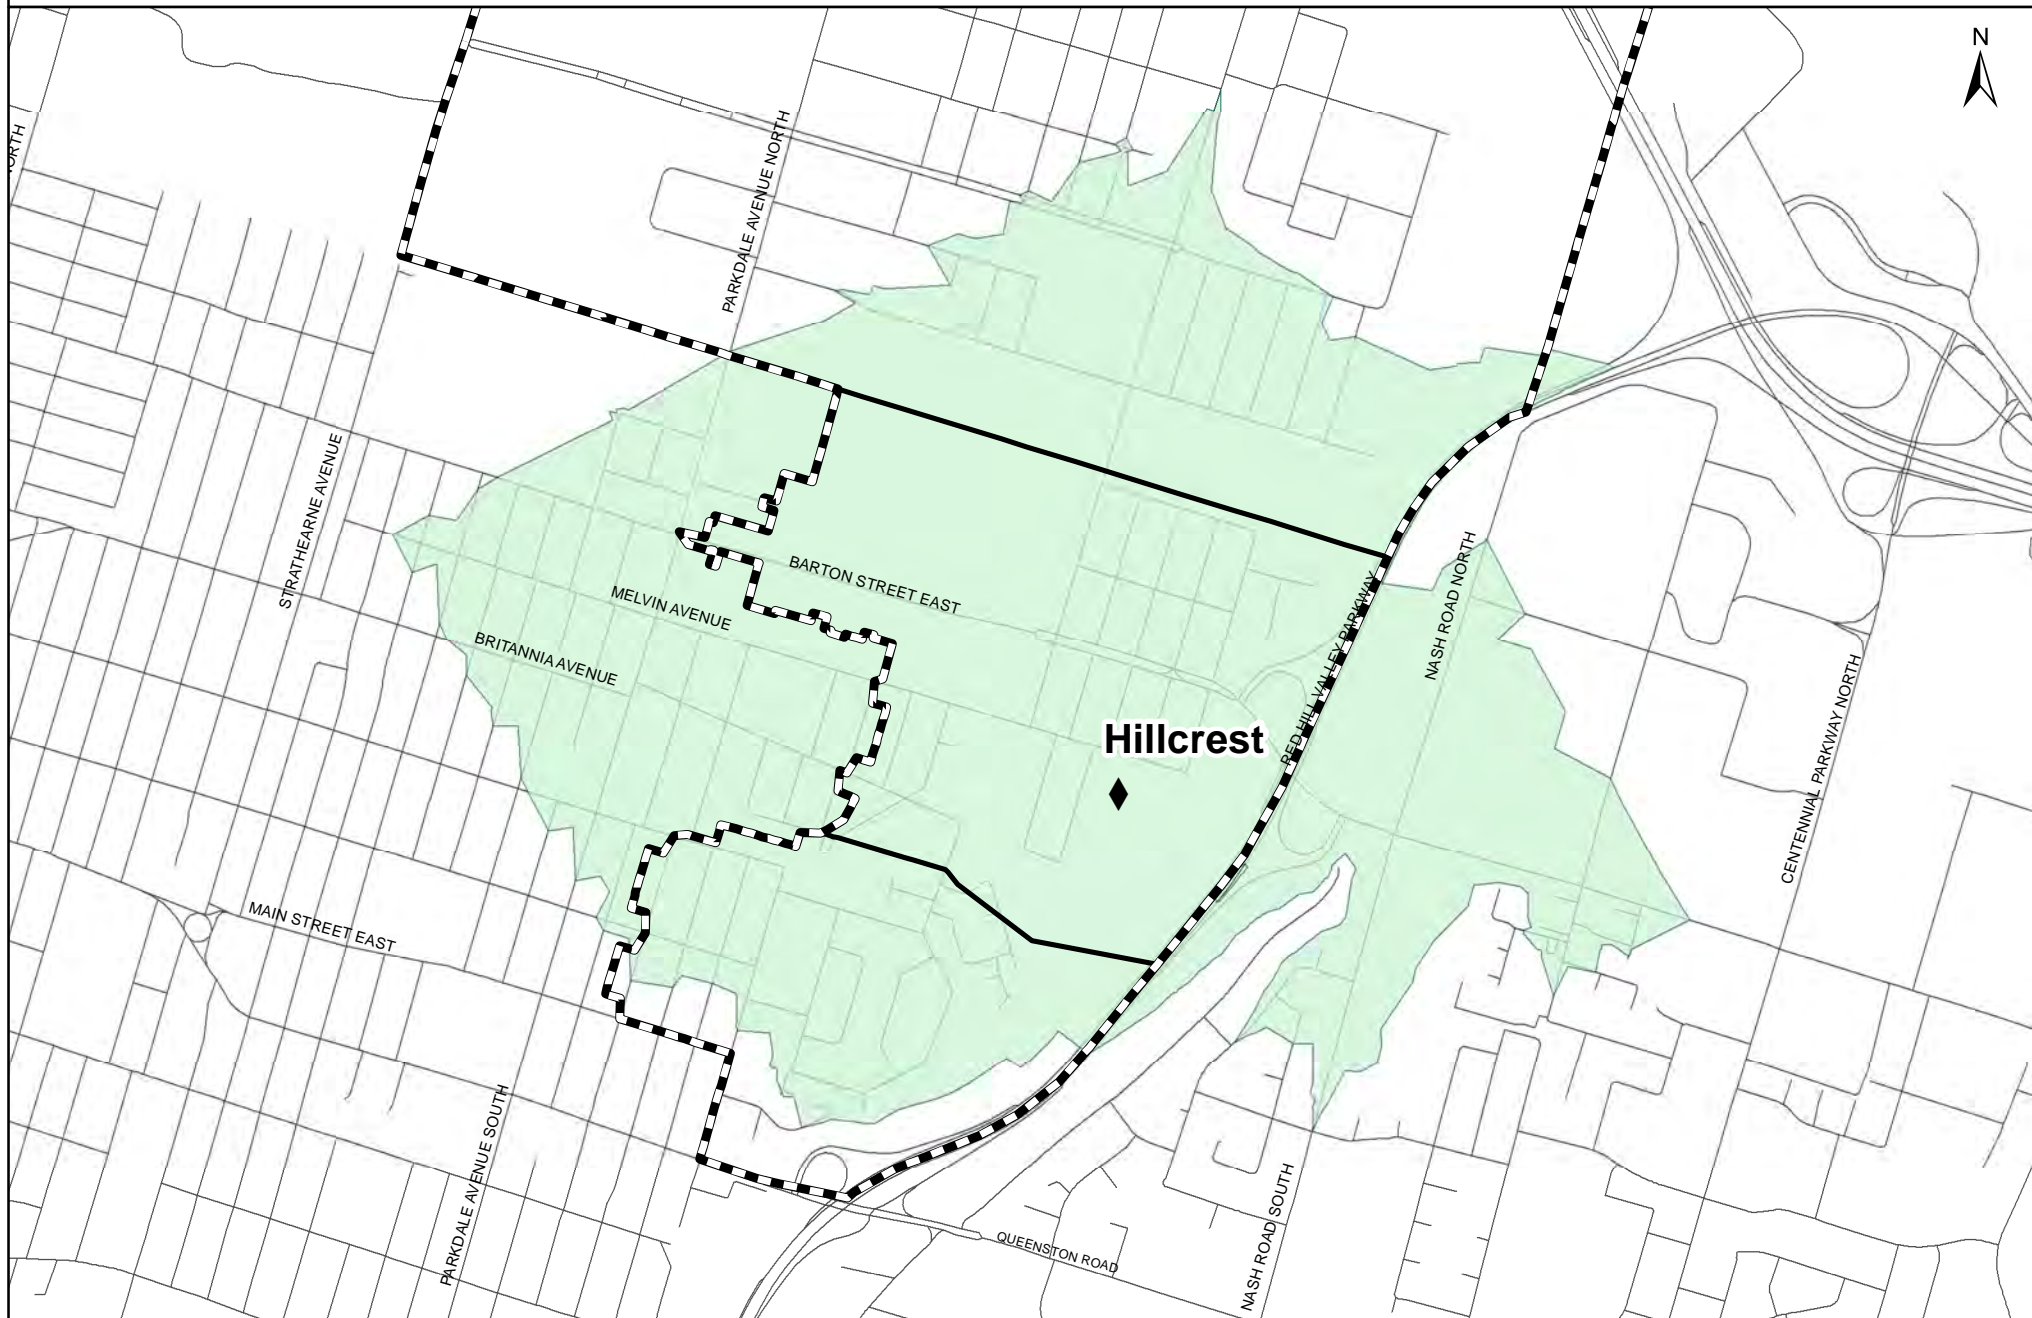 N
NORTH
PARKDALE AVENUE NORTH
STRATHEARNE AVENUE
BARTON STREET EAST
MELVIN AVENUE
BRITANNIA AVENUE
NASH ROAD NORTH
RED HILL VALLEY PARKWAY
Hillcrest
CENTENNIAL PARKWAY NORTH
MAIN STREET EAST
PARKDALE AVENUE SOUTH
NASH ROAD SOUTH
QUEENSTON ROAD